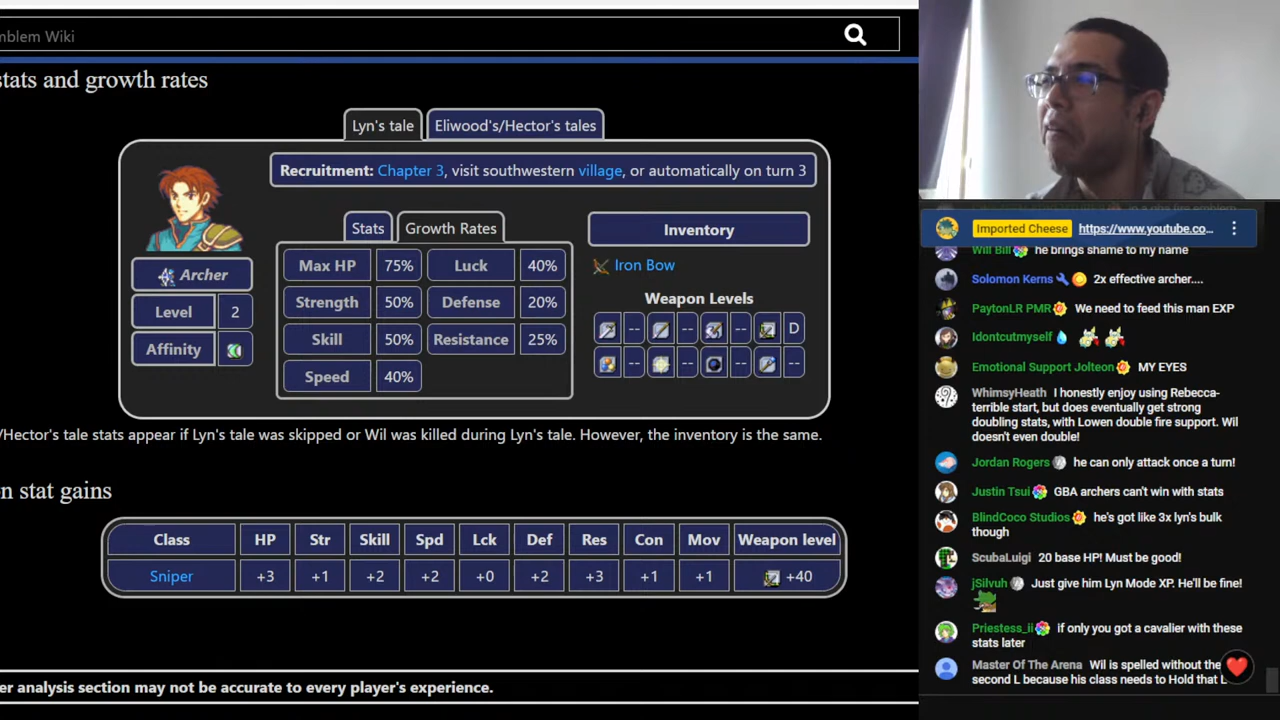 mblem Wiki
stats and growth rates
Lyn's tale
Eliwood's/Hector's tales
Recruitment: Chapter 3, visit southwestern village, or automatically on turn 3
Stats
Growth Rates
Inventory
Archer
Level 2
Affinity
Max HP 75% Luck 40%
Strength 50% Defense 20%
Skill 50% Resistance 25%
Speed 40%
Iron Bow
Weapon Levels
-- -- -- D
-- -- -- --
/Hector's tale stats appear if Lyn's tale was skipped or Wil was killed during Lyn's tale. However, the inventory is the same.
n stat gains
Class HP Str Skill Spd Lck Def Res Con Mov Weapon level
Sniper +3 +1 +2 +2 +0 +2 +3 +1 +1 +40
er analysis section may not be accurate to every player's experience.
Imported Cheese https://www.youtube.co...
Will Bill he brings shame to my name
Solomon Kerns 2x effective archer....
PaytonLR PMR We need to feed this man EXP
Idontcutmyself
Emotional Support Jolteon MY EYES
WhimsyHeath I honestly enjoy using Rebecca-
terrible start, but does eventually get strong
doubling stats, with Lowen double fire support. Wil
doesn't even double!
Jordan Rogers he can only attack once a turn!
Justin Tsui GBA archers can't win with stats
BlindCoco Studios he's got like 3x lyn's bulk
though
ScubaLuigi 20 base HP! Must be good!
jSilvuh Just give him Lyn Mode XP. He'll be fine!
Priestess_ii if only you got a cavalier with these
stats later
Master Of The Arena Wil is spelled without the
second L because his class needs to Hold that L